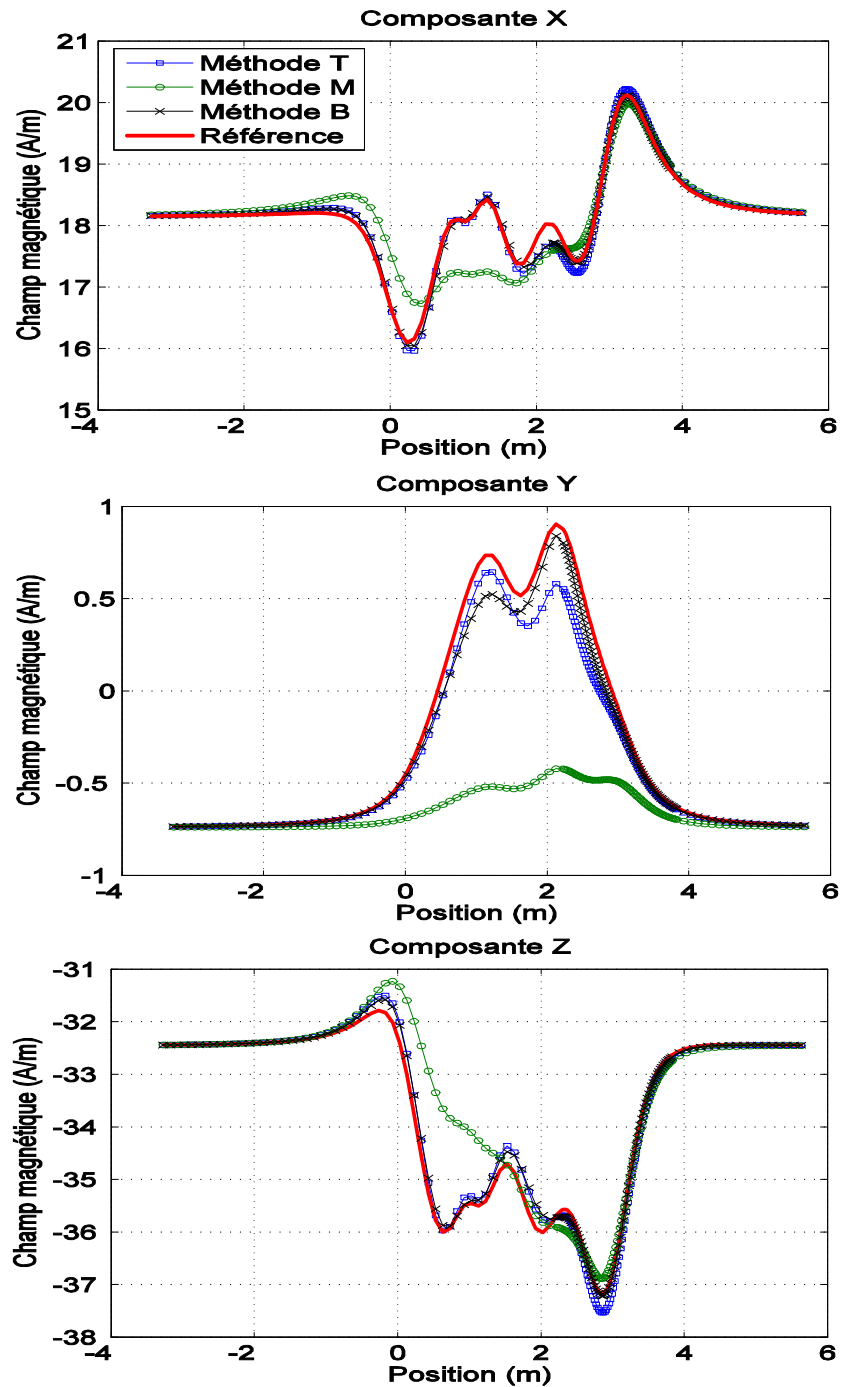 Composante X
21
20
19
18
17
16
15
Méthode T
Méthode M
Méthode B
Référence
Champ magnétique (A/m)
-4 -2 0 2 4 6
Position (m)
Composante Y
1
0.5
0
-0.5
-1
Champ magnétique (A/m)
-4 -2 0 2 4 6
Position (m)
Composante Z
-31
-32
-33
-34
-35
-36
-37
-38
Champ magnétique (A/m)
-4 -2 0 2 4 6
Position (m)